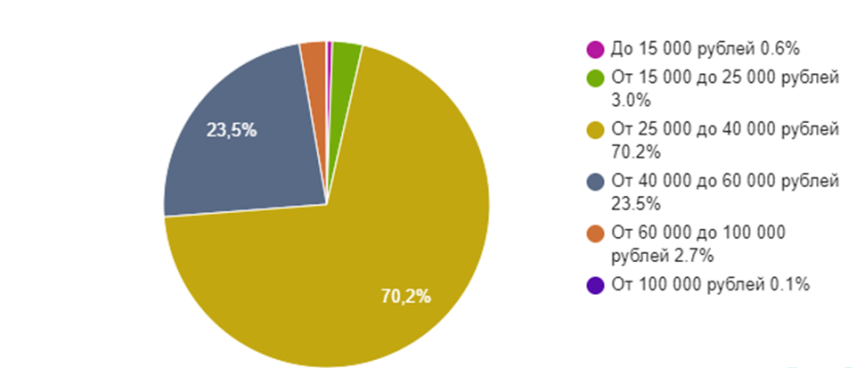 До 15 000 рублей 0.6%
От 15 000 до 25 000 рублей
3.0%
От 25 000 до 40 000 рублей
70.2%
От 40 000 до 60 000 рублей
23.5%
От 60 000 до 100 000
рублей 2.7%
От 100 000 рублей 0.1%
23,5%
70,2%